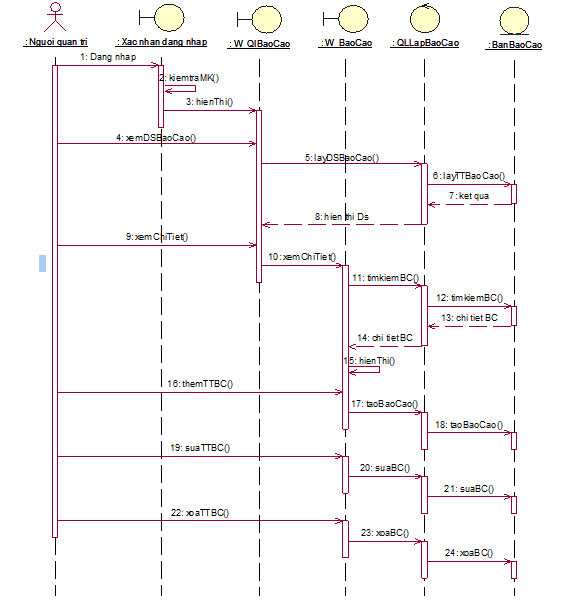 : Nguoi quan tri
: Xac nhan dang nhap
: W_QlBaoCao
: W_BaoCao
: QLLapBaoCao
: BanBaoCao
1: Dang nhap
2: kiemtraMK()
3: hienThi()
4: xemDSBaoCao()
5: layDSBaoCao()
6: layTTBaoCao()
7: ket qua
8: hien thi Ds
9: xemChiTiet()
10: xemChiTiet()
11: timkiemBC()
12: timkiemBC()
13: chi tiet BC
14: chi tietBC
15: hienThi()
16: themTTBC()
17: taoBaoCao()
18: taoBaoCao()
19: suaTTBC()
20: suaBC()
21: suaBC()
22: xoaTTBC()
23: xoaBC()
24: xoaBC()